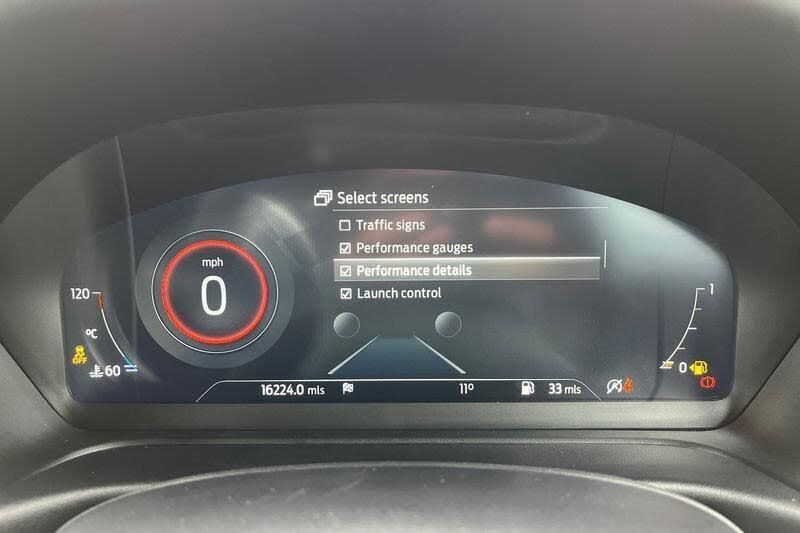 Select screens
Traffic signs
Performance gauges
Performance details
Launch control
mph
0
120
°C
60
OFF
1
0
16224.0 mls
11°
33 mls